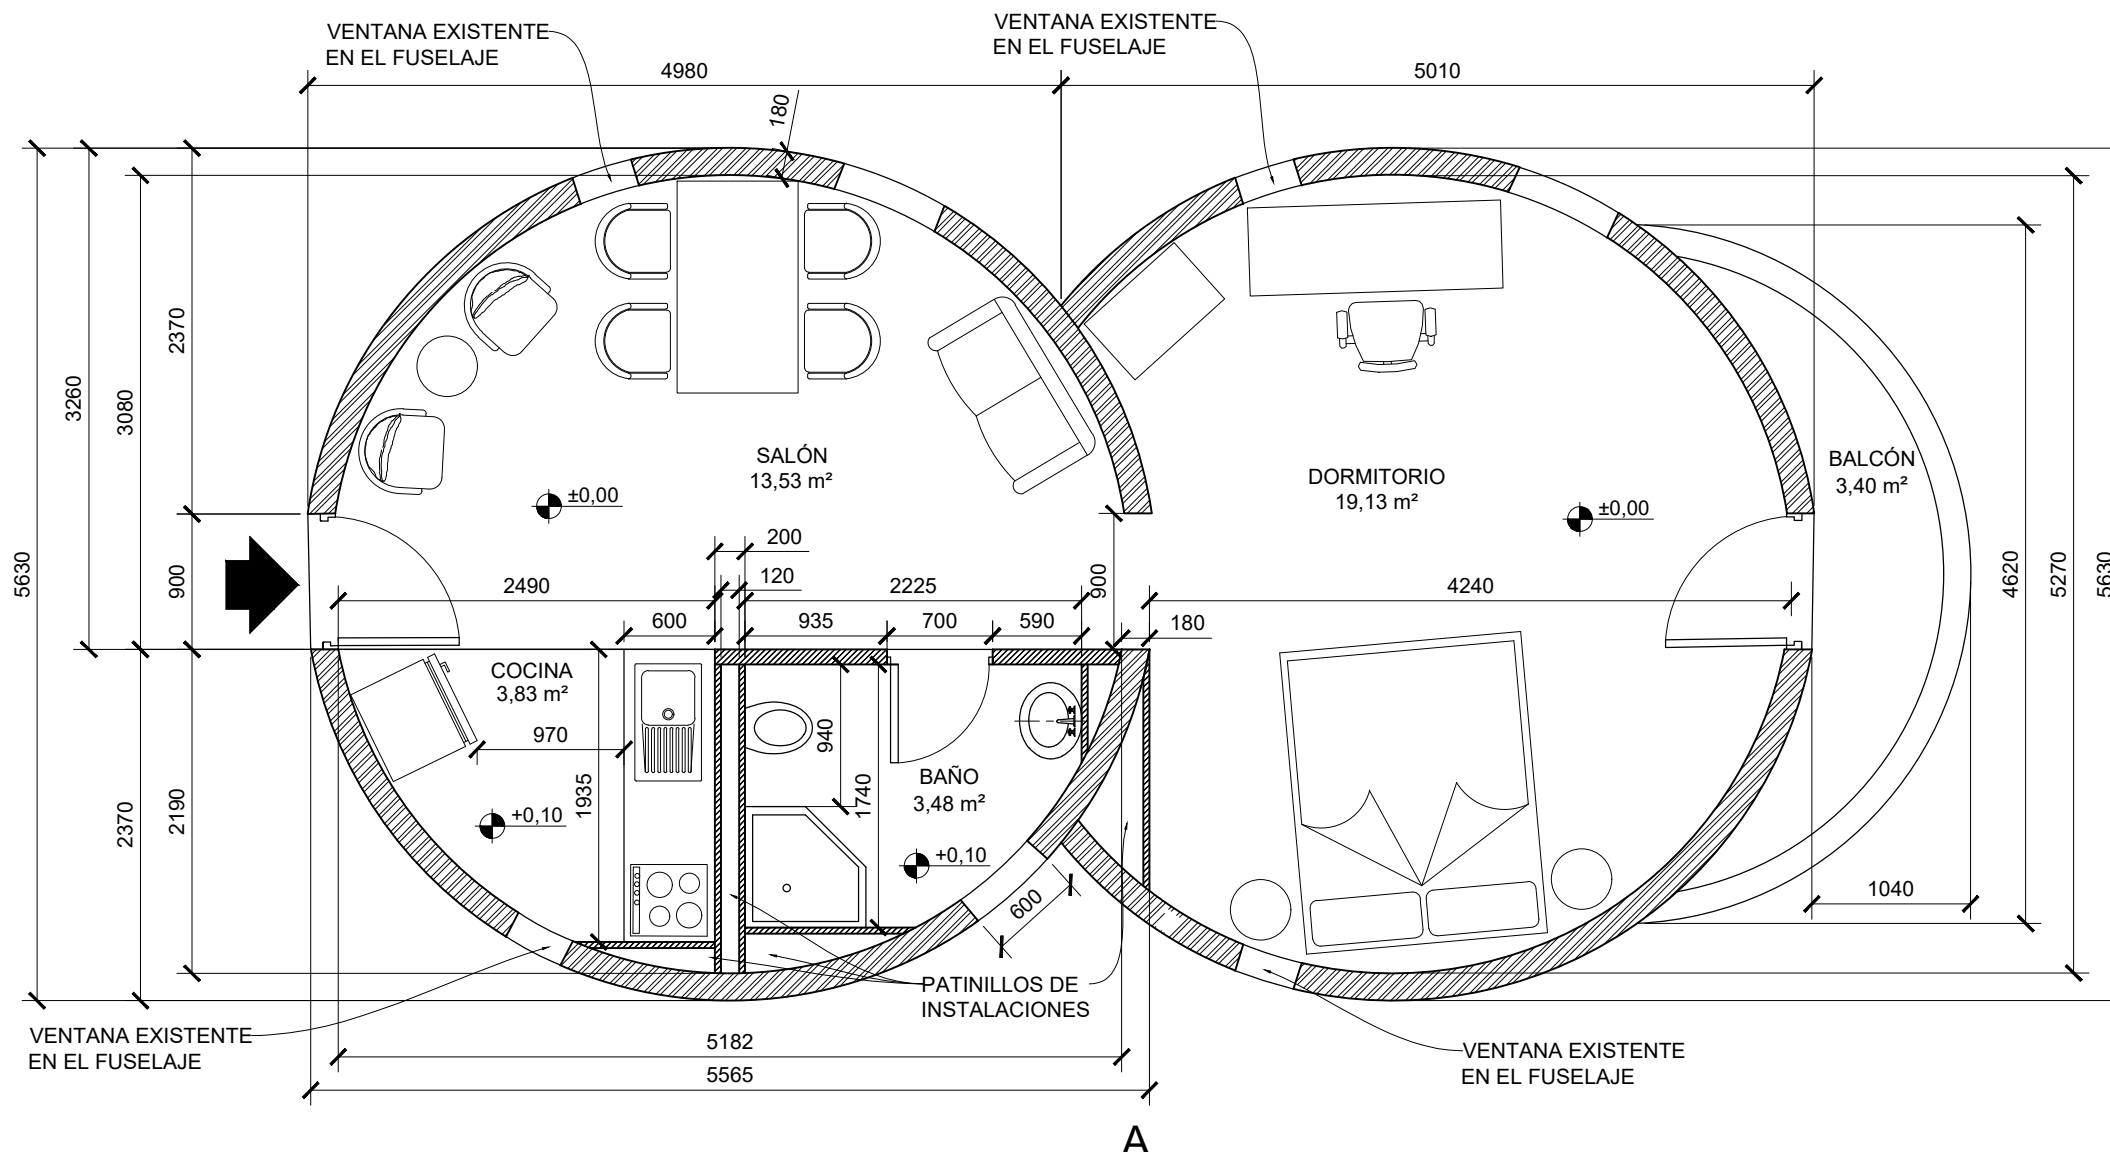 VENTANA EXISTENTE
EN EL FUSELAJE
VENTANA EXISTENTE
EN EL FUSELAJE
4980
5010
180
5630
3260
3080
2370
900
2370
2190
SALÓN
13,53 m²
±0,00
DORMITORIO
19,13 m²
±0,00
BALCÓN
3,40 m²
4620
5270
5630
200
120
2490
2225
900
4240
600
935
700
590
180
COCINA
3,83 m²
970
1935
940
1740
BAÑO
3,48 m²
+0,10
+0,10
600
1040
PATINILLOS DE
INSTALACIONES
VENTANA EXISTENTE
EN EL FUSELAJE
VENTANA EXISTENTE
EN EL FUSELAJE
5182
5565
A